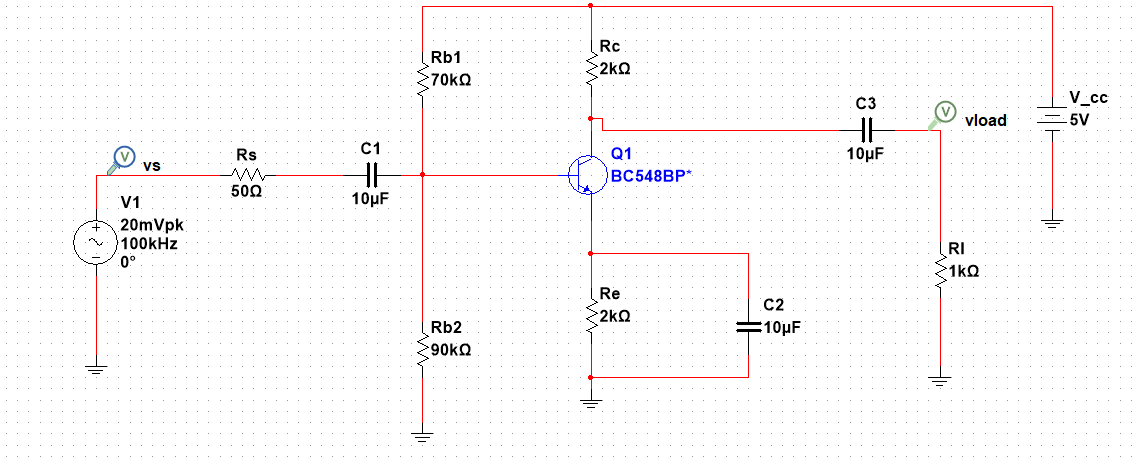 Rb1
70kΩ
Rc
2kΩ
C3
10µF
V
vload
V_cc
5V
V
vs
Rs
50Ω
C1
10µF
Q1
BC548BP*
V1
20mVpk
100kHz
0°
Rl
1kΩ
Re
2kΩ
C2
10µF
Rb2
90kΩ